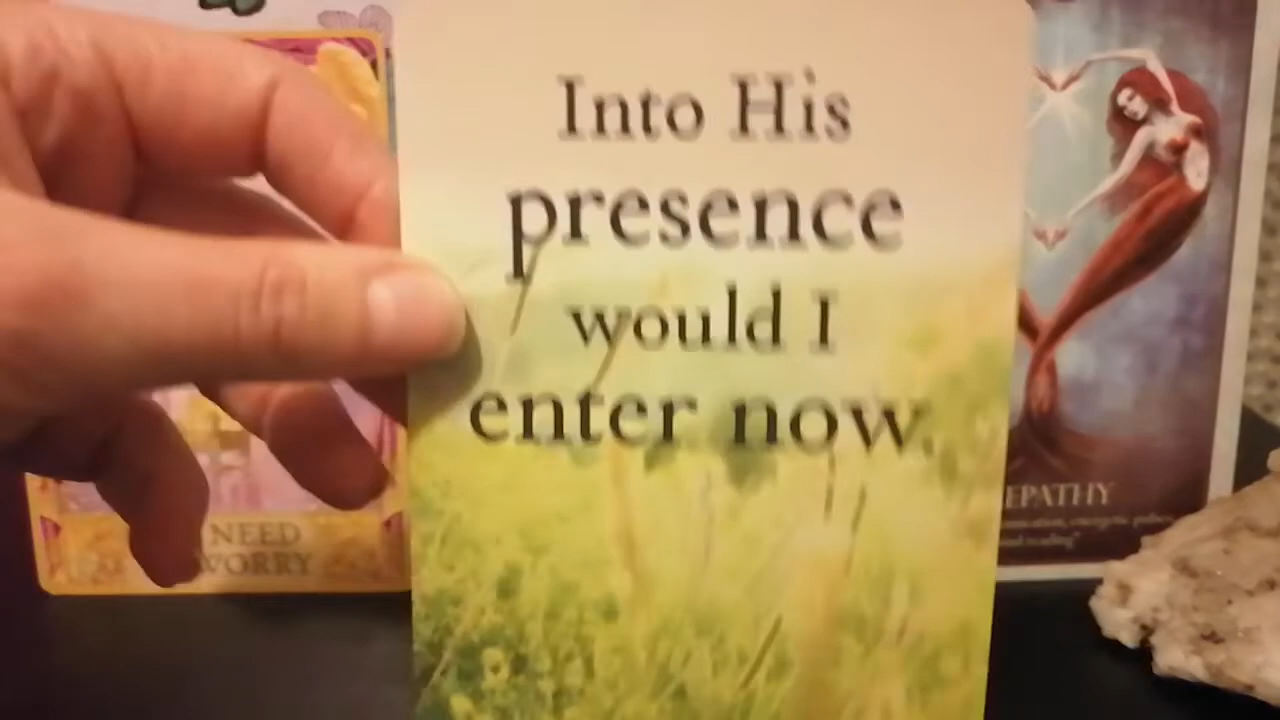 Into His
presence
would I
enter now.
NEED
WORRY
EPATHY